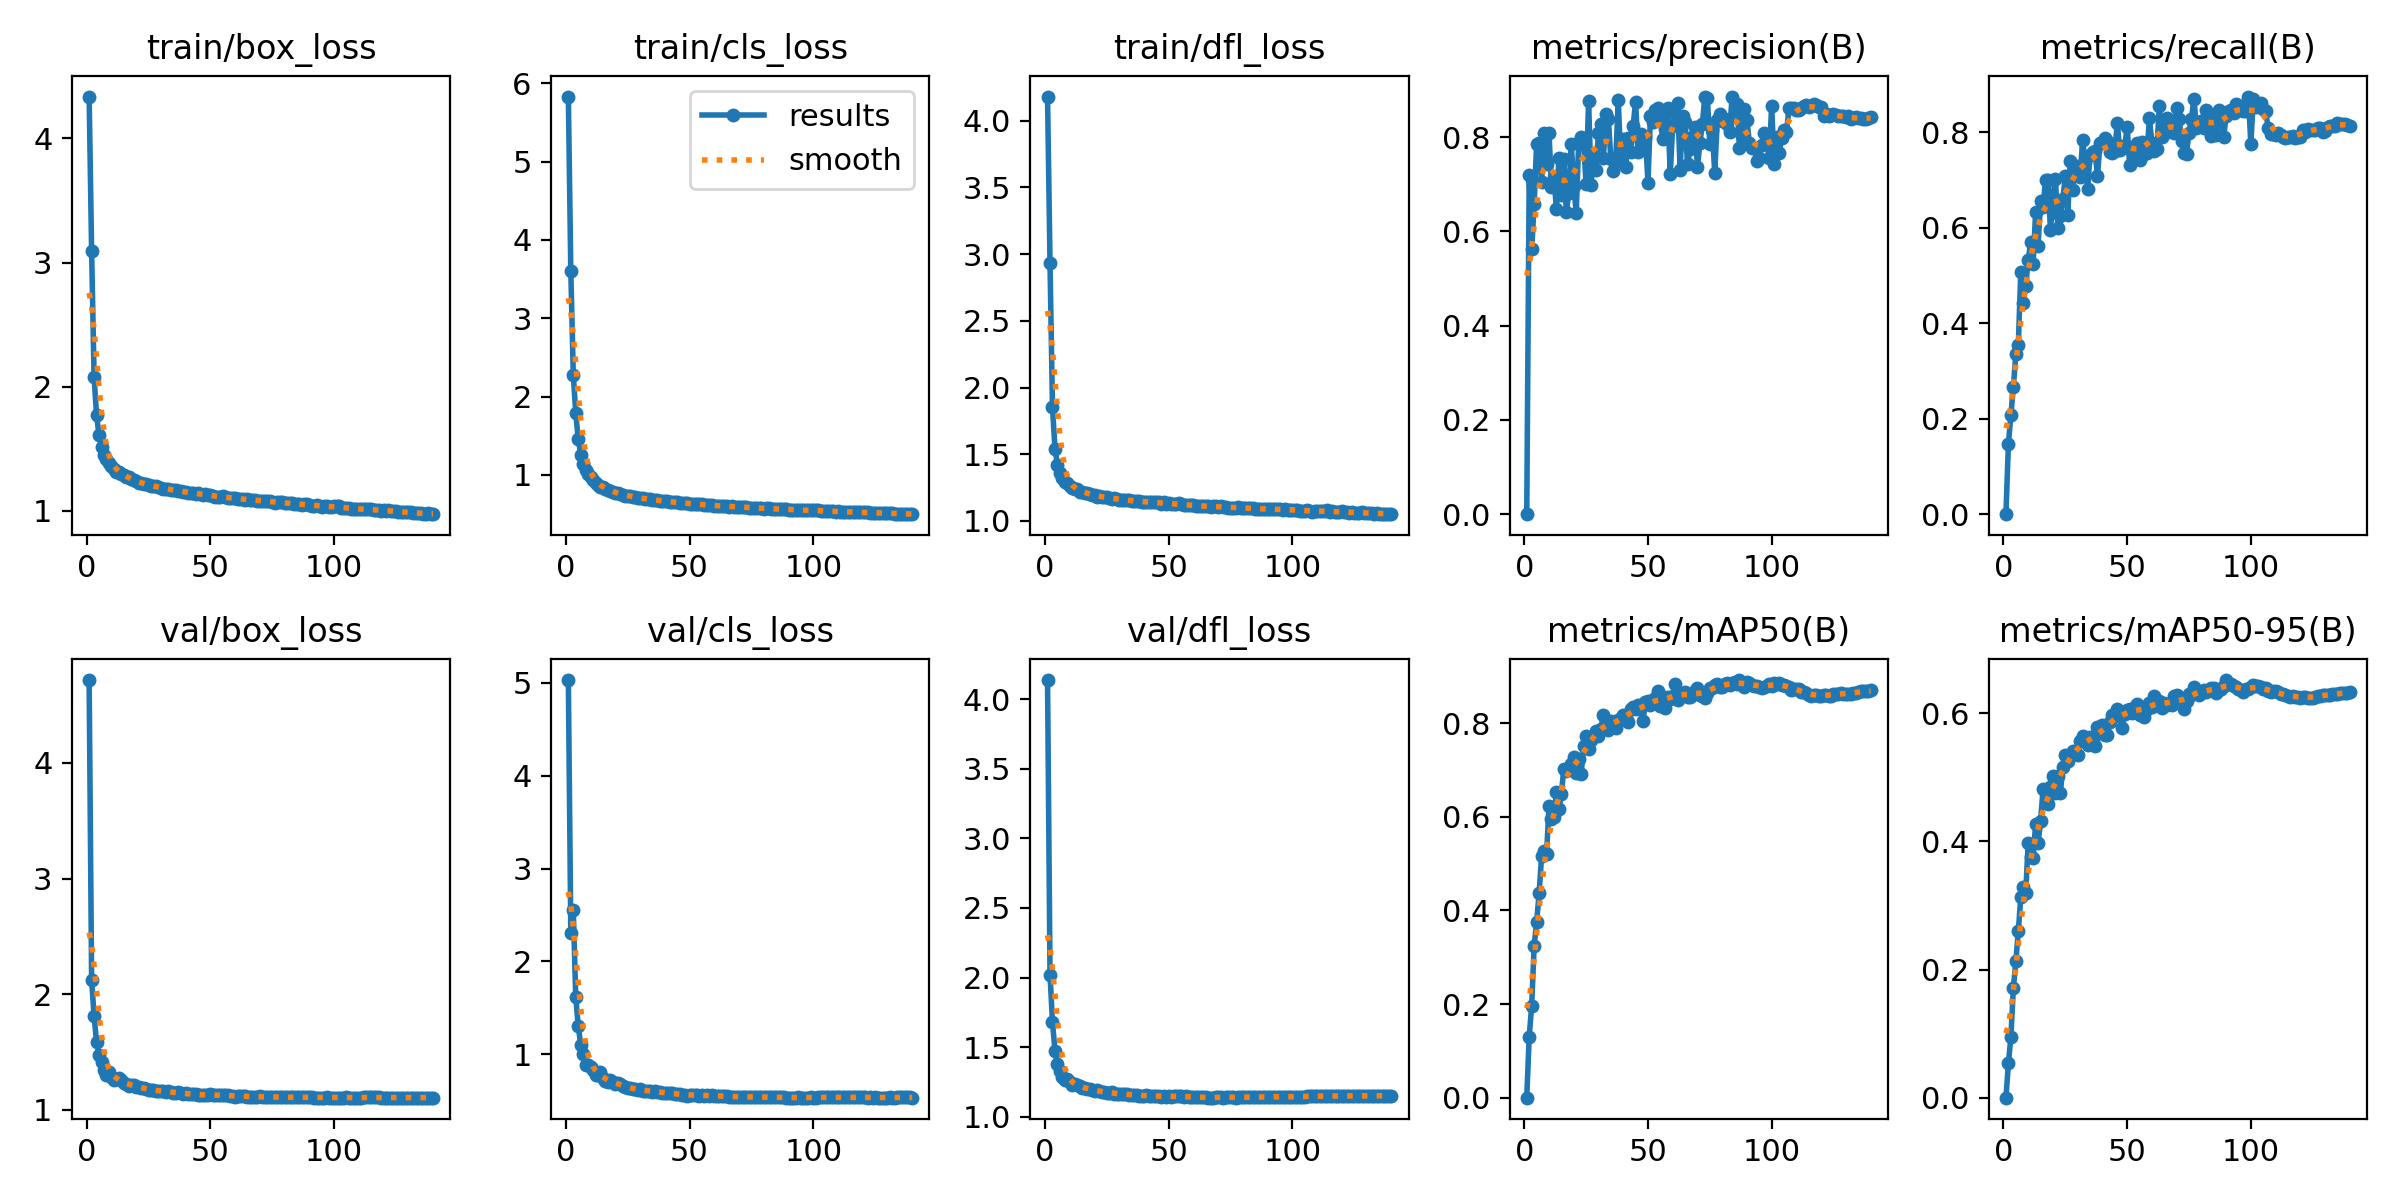 train/box_loss
train/cls_loss
train/dfl_loss
metrics/precision(B)
metrics/recall(B)
4
3
2
1
0 50 100
6
5
4
3
2
1
0 50 100
results
smooth
4.0
3.5
3.0
2.5
2.0
1.5
1.0
0 50 100
0.8
0.6
0.4
0.2
0.0
0 50 100
0.8
0.6
0.4
0.2
0.0
0 50 100
val/box_loss
val/cls_loss
val/dfl_loss
metrics/mAP50(B)
metrics/mAP50-95(B)
4
3
2
1
0 50 100
5
4
3
2
1
0 50 100
4.0
3.5
3.0
2.5
2.0
1.5
1.0
0 50 100
0.8
0.6
0.4
0.2
0.0
0 50 100
0.6
0.4
0.2
0.0
0 50 100